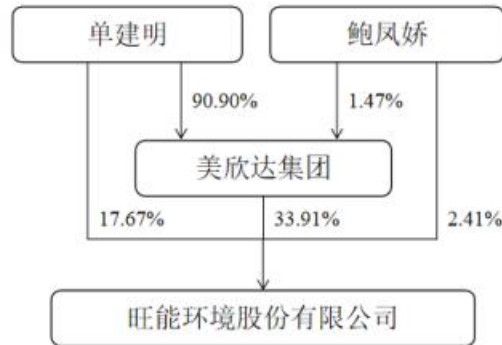 单建明
鲍凤娇
90.90%
1.47%
美欣达集团
17.67%
33.91%
2.41%
旺能环境股份有限公司